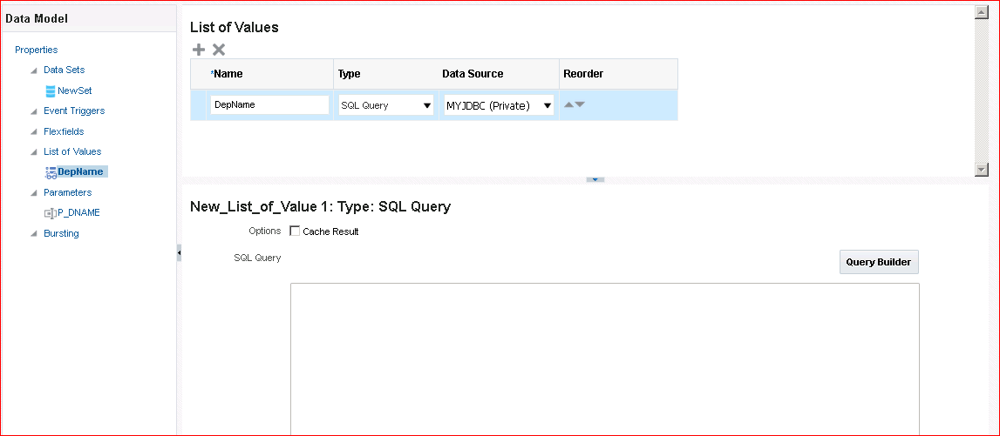 Data Model
Properties
Data Sets
NewSet
Event Triggers
Flexfields
List of Values
DepName
Parameters
P_DNAME
Bursting
List of Values
*Name Type Data Source Reorder
DepName SQL Query MYJDBC (Private)
New_List_of_Value 1: Type: SQL Query
Options Cache Result
SQL Query
Query Builder